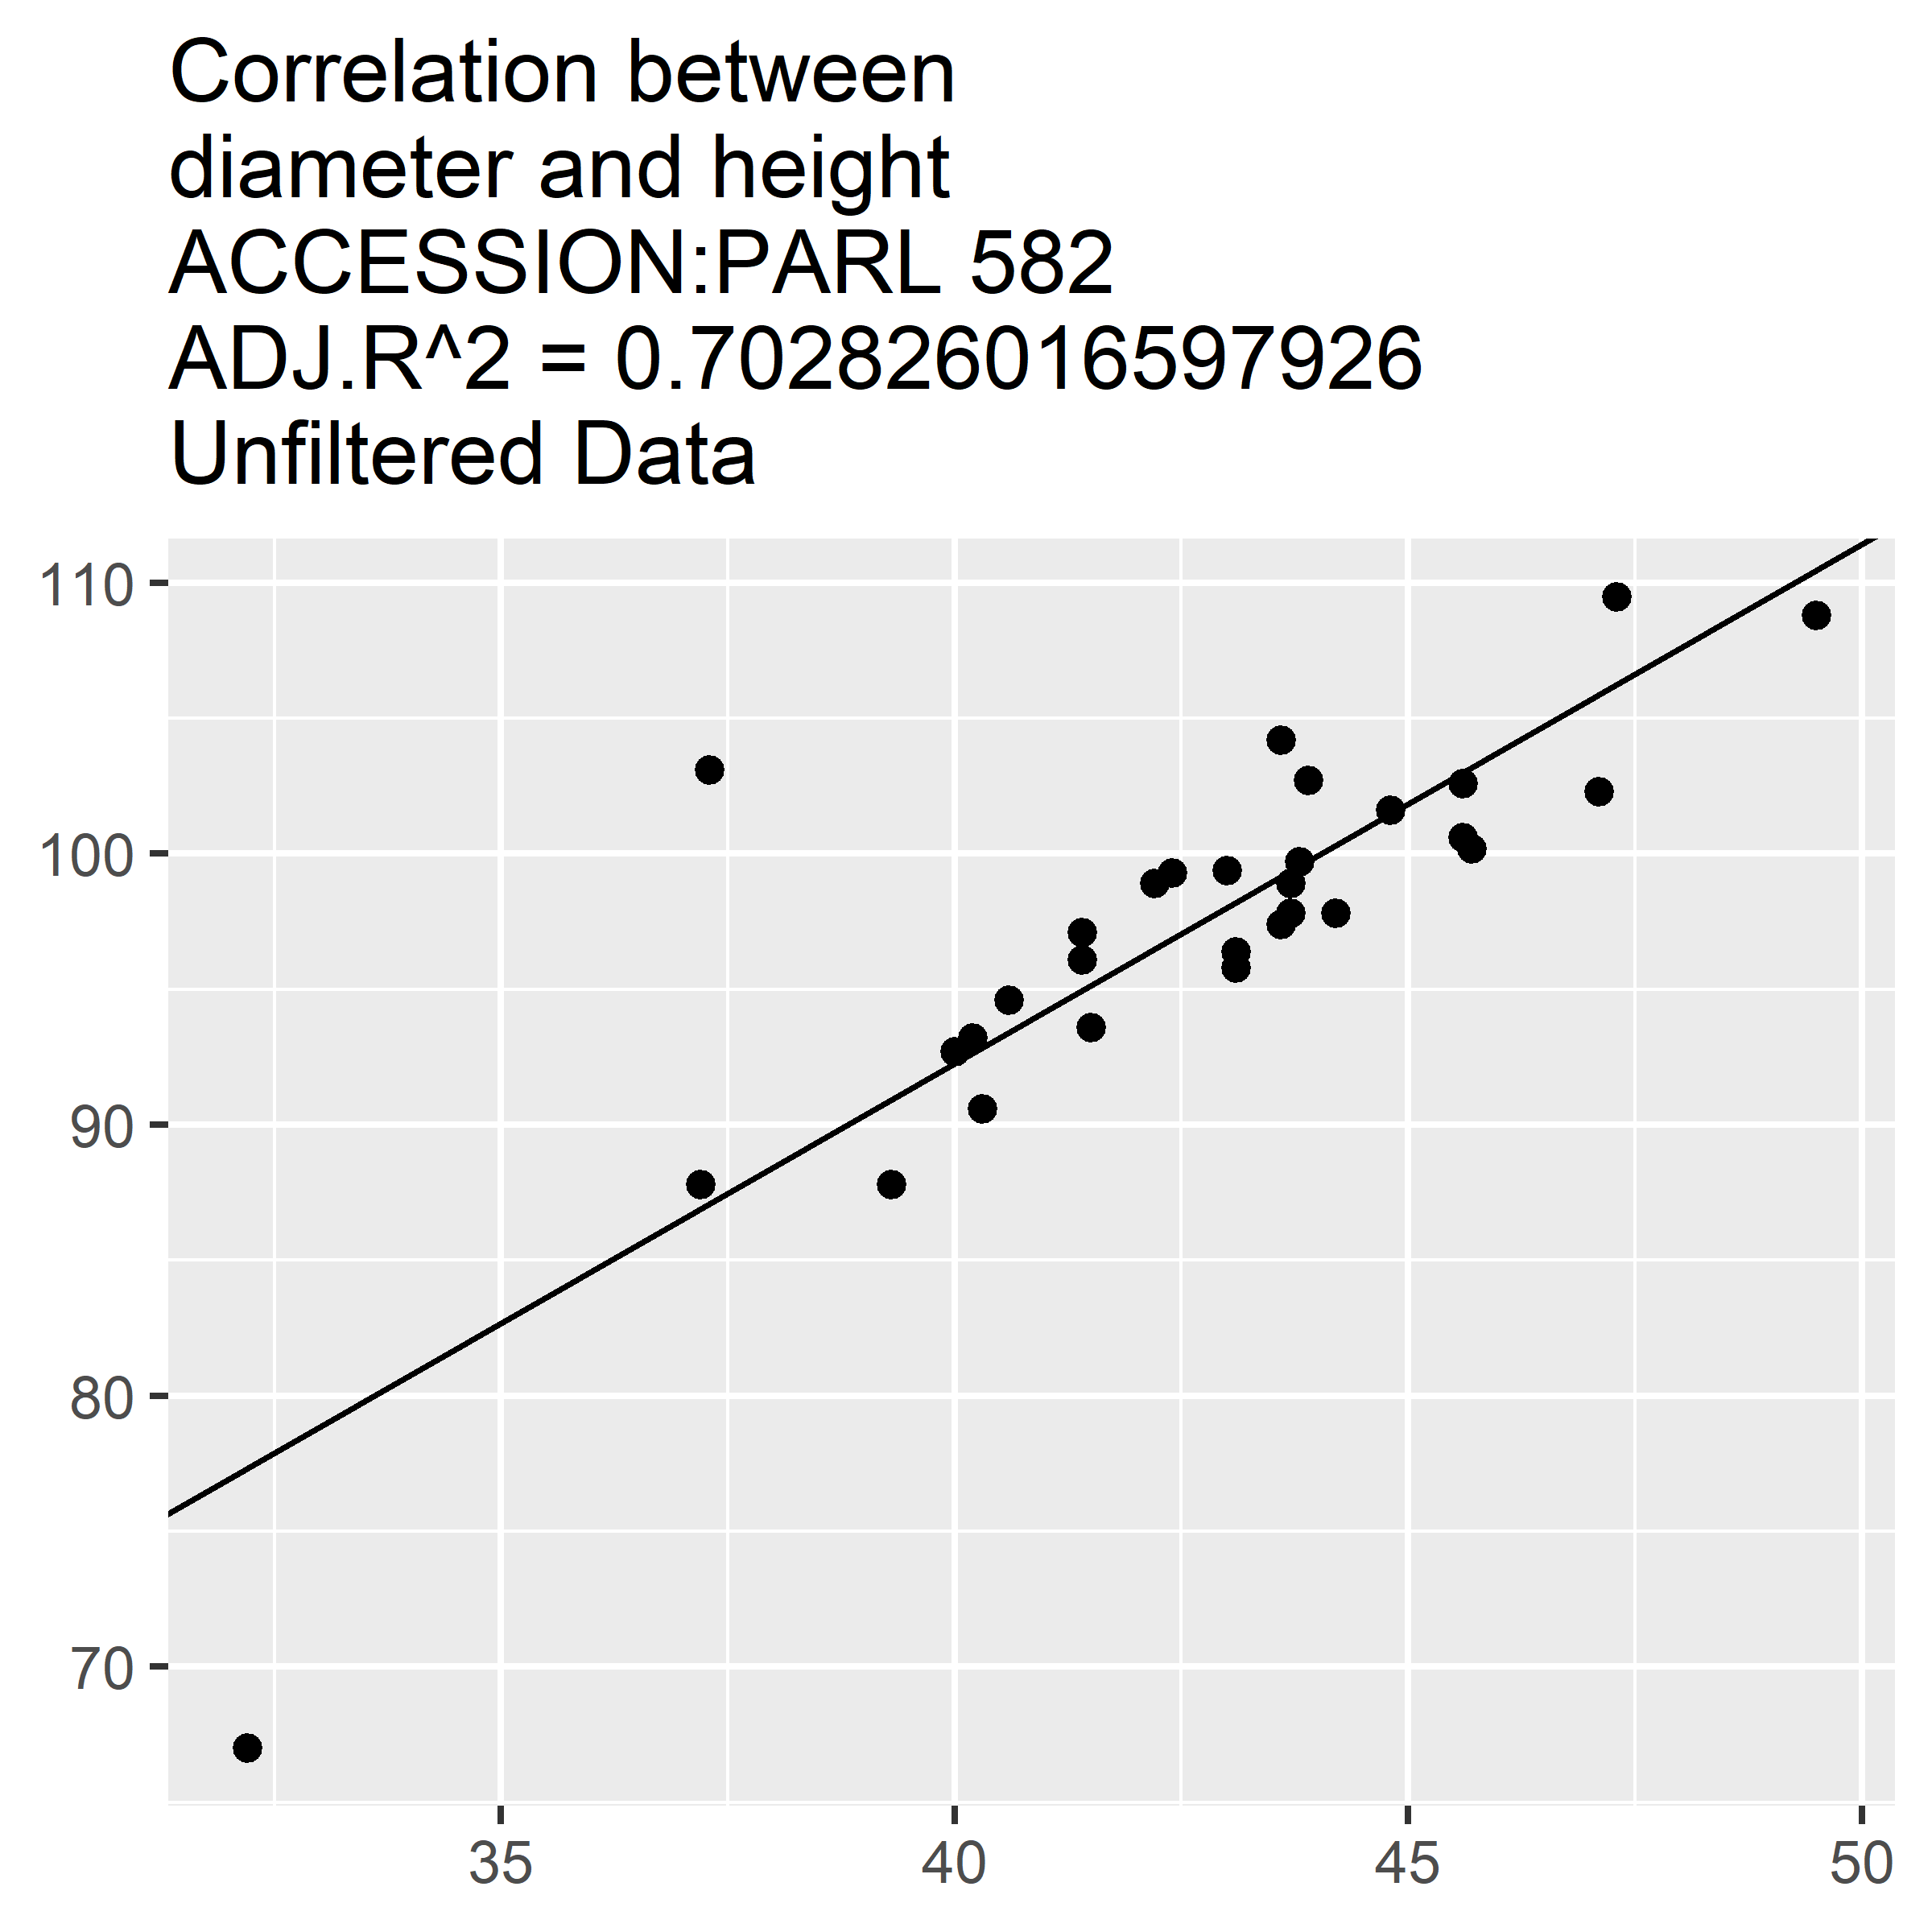 Correlation between
diameter and height
ACCESSION:PARL 582
ADJ.R^2 = 0.702826016597926
Unfiltered Data
110
100
90
80
70
35 40 45 50